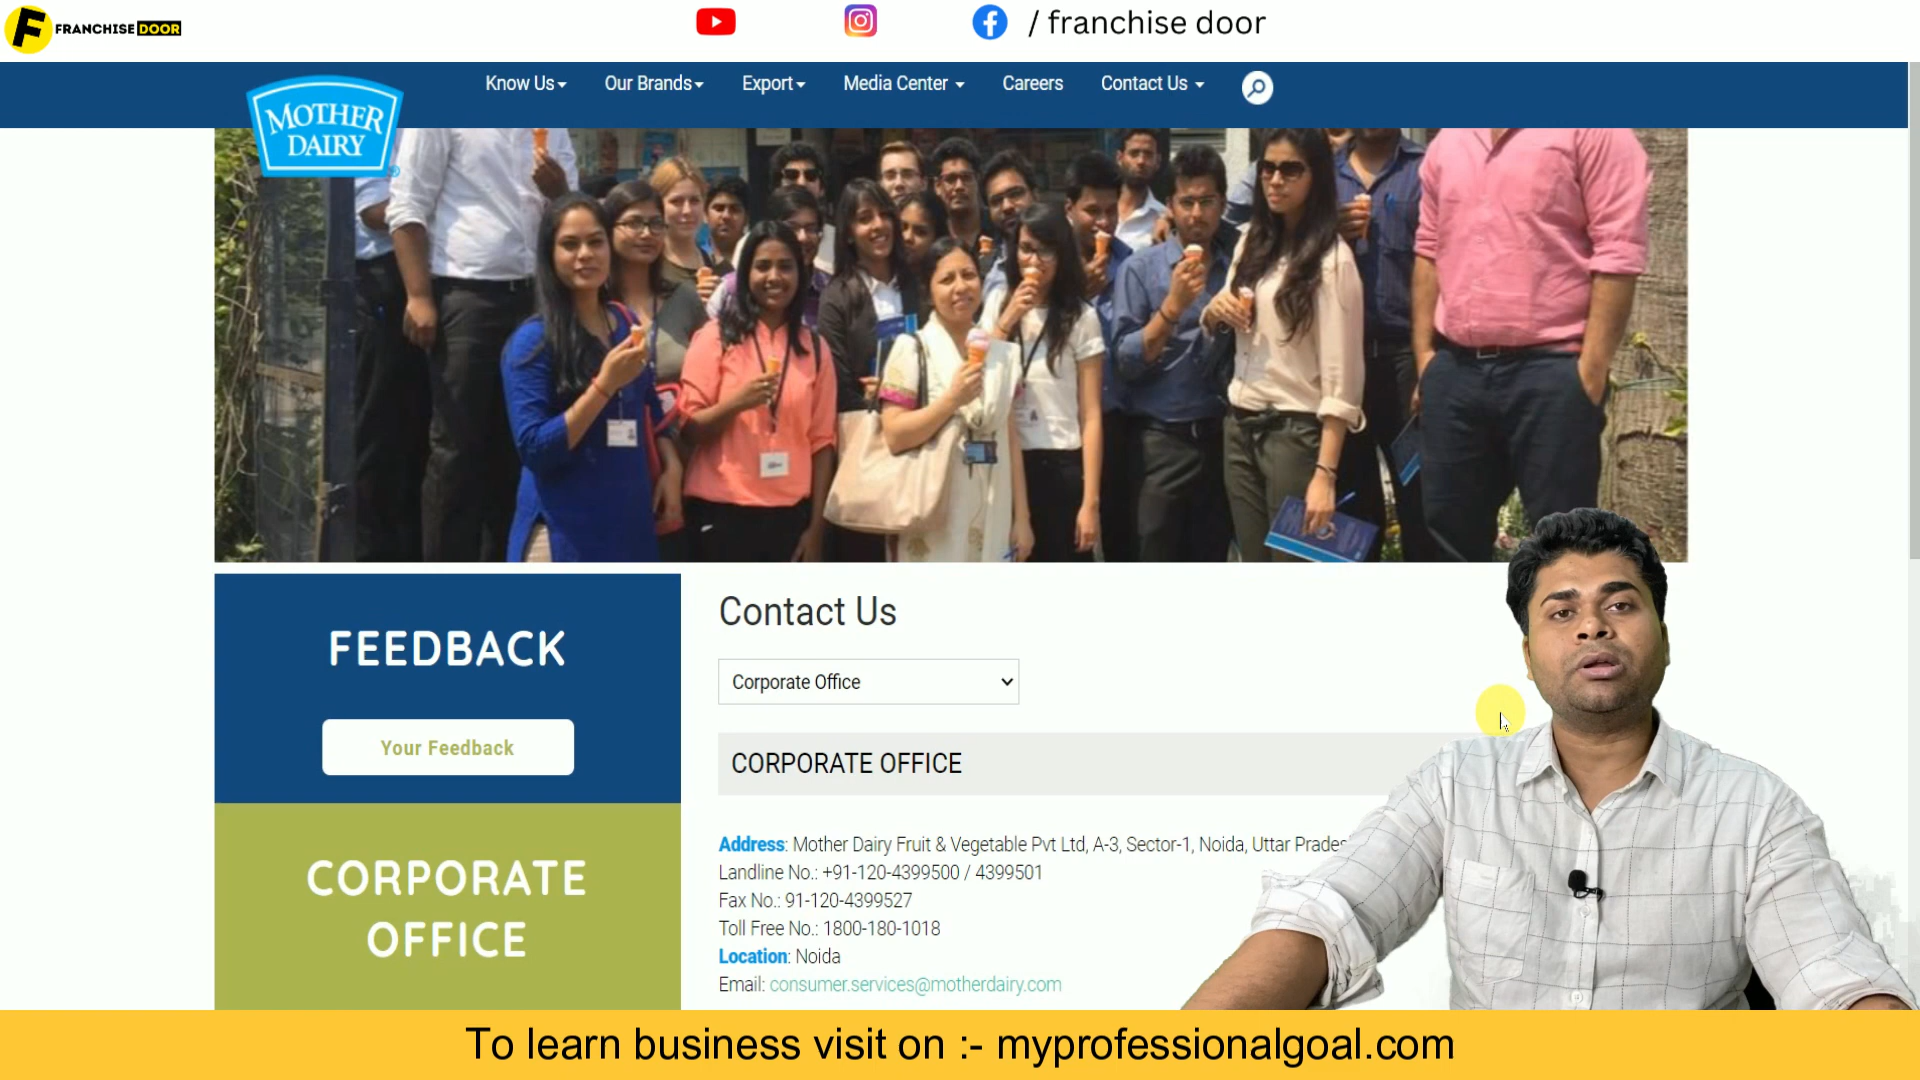 F FRANCHISE DOOR
/ franchise door
Know Us
Our Brands
Export
Media Center
Careers
Contact Us
MOTHER
DAIRY
®
FEEDBACK
Your Feedback
CORPORATE
OFFICE
Contact Us
Corporate Office
CORPORATE OFFICE
Address: Mother Dairy Fruit & Vegetable Pvt Ltd, A-3, Sector-1, Noida, Uttar
Landline No.: +91-120-4399500 / 4399501
Fax No.: 91-120-4399527
Toll Free No.: 1800-180-1018
Location: Noida
Email: consumer.services@motherdairy.com
To learn business visit on :- myprofessionalgoal.com